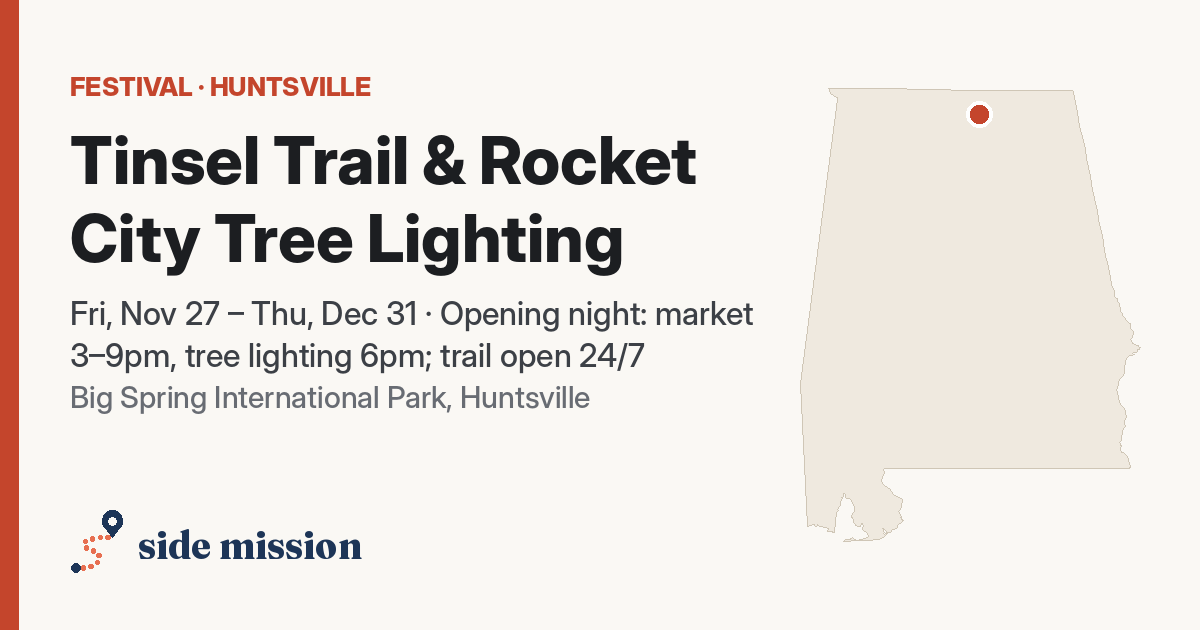 FESTIVAL · HUNTSVILLE
Tinsel Trail & Rocket
City Tree Lighting
Fri, Nov 27 – Thu, Dec 31 · Opening night: market
3–9pm, tree lighting 6pm; trail open 24/7
Big Spring International Park, Huntsville
side mission